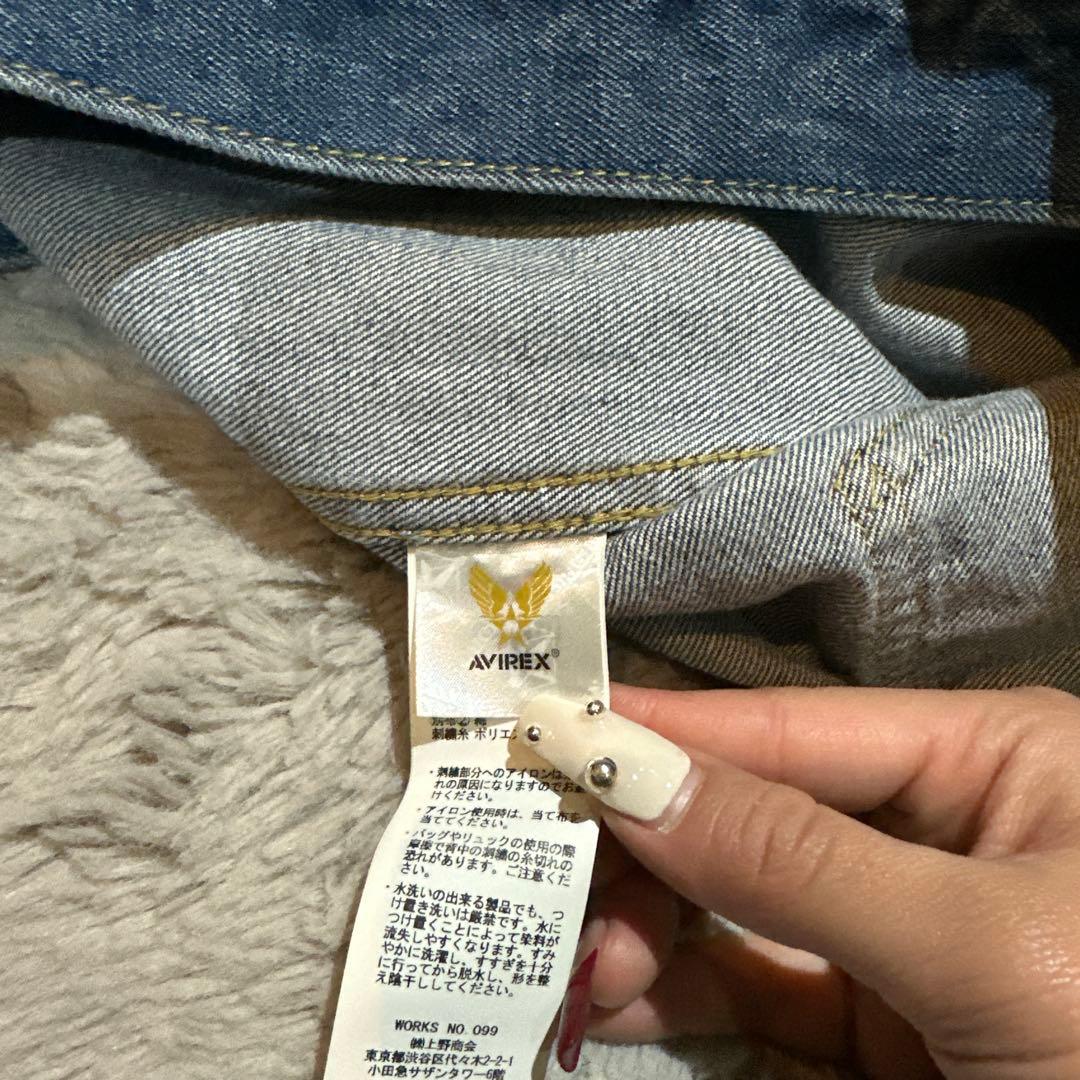 AVIREX®
別布2/ 綿
刺繍糸 ポリエ
・刺繍部分へのアイロンは
れの原因になりますのでお避
けください。
・アイロン使用時は、当て布を
当ててください。
・バッグやリュックの使用の際
摩擦で背中の刺繍の糸切れの
恐れがあります。ご注意くだ
さい。
・水洗いの出来る製品でも、つ
け置き洗いは厳禁です。水に
つけ置くことによって染料が
流失しやすくなります。すみ
やかに洗濯し、すすぎを十分
に行ってから脱水し、形を整
え陰干ししてください。
WORKS NO. 099
㈱上野商会
東京都渋谷区代々木2-2-1
小田急サザンタワー6階